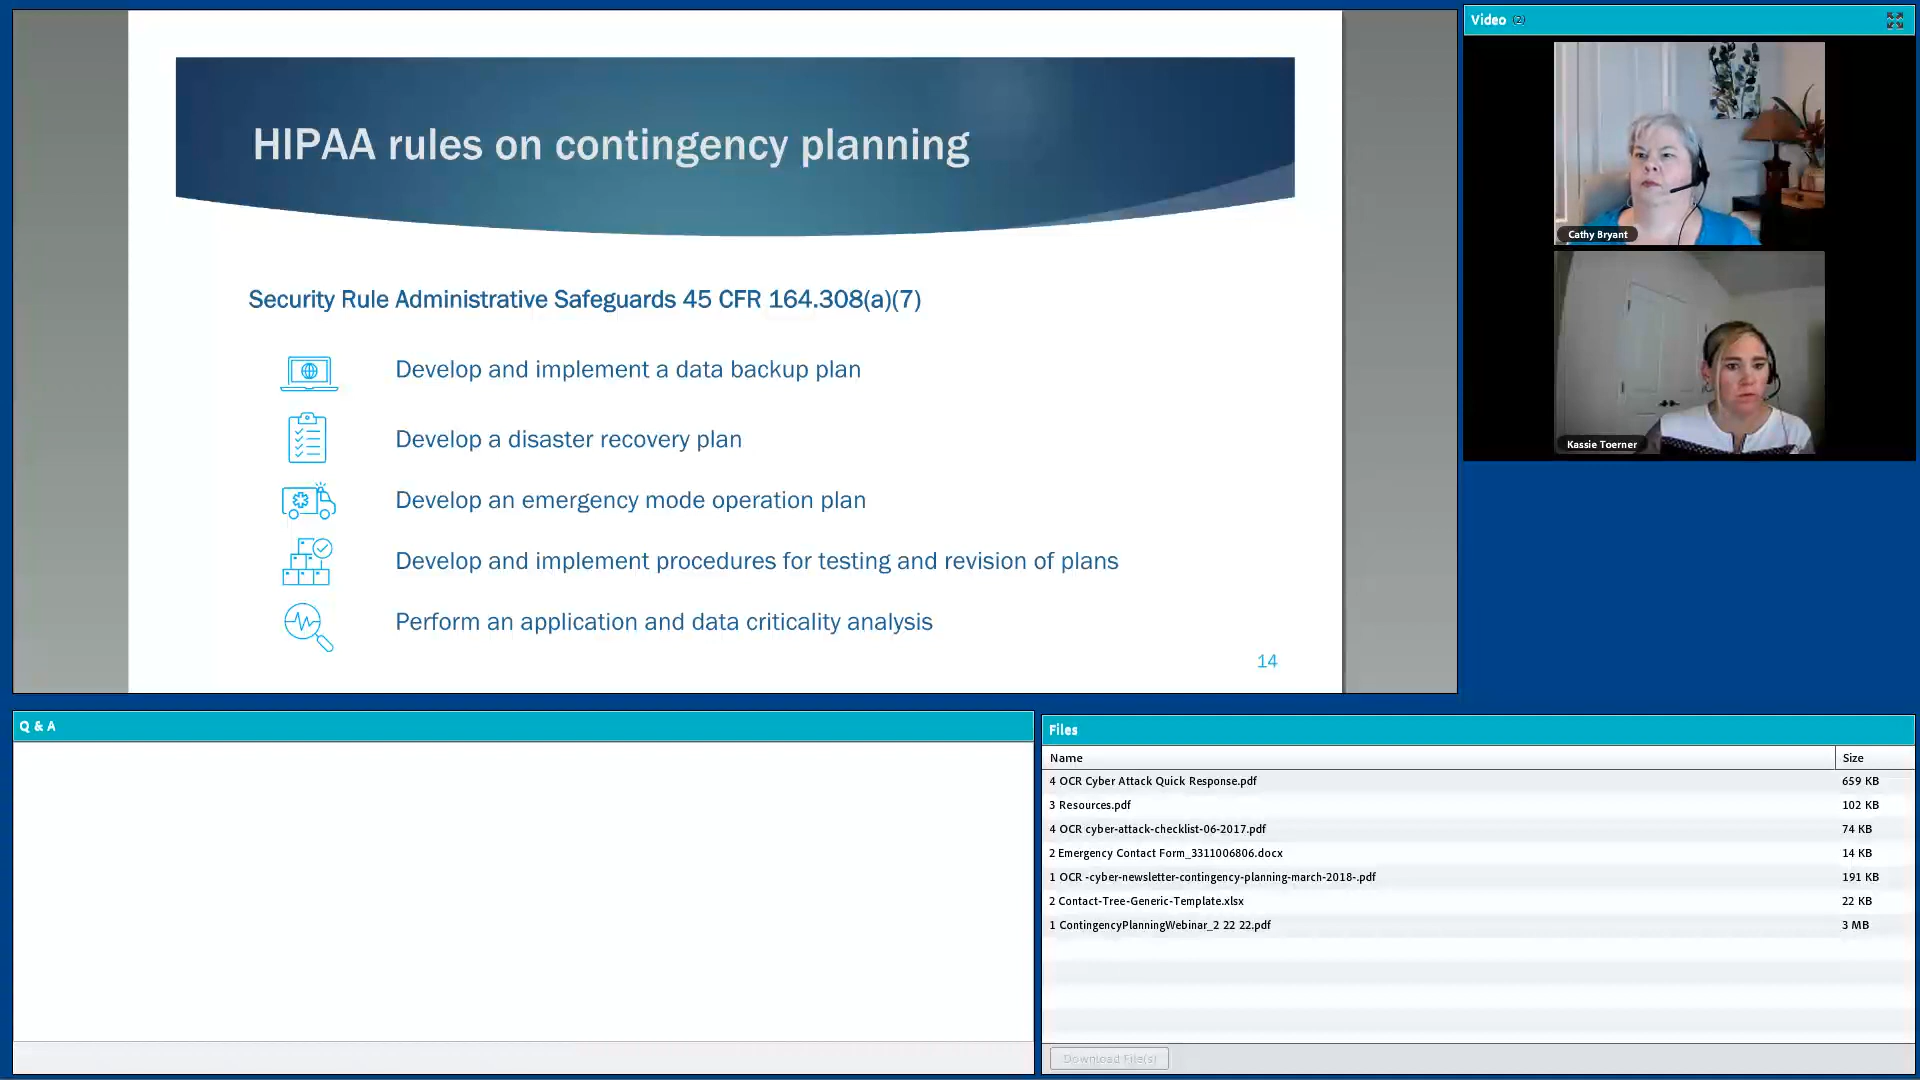 HIPAA rules on contingency planning
Security Rule Administrative Safeguards 45 CFR 164.308(a)(7)
Develop and implement a data backup plan
Develop a disaster recovery plan
Develop an emergency mode operation plan
Develop and implement procedures for testing and revision of plans
Perform an application and data criticality analysis
14
Video (2)
Cathy Bryant
Kassie Toerner
Q & A
Files
Name Size
4 OCR Cyber Attack Quick Response.pdf 659 KB
3 Resources.pdf 102 KB
4 OCR cyber-attack-checklist-06-2017.pdf 74 KB
2 Emergency Contact Form_3311006806.docx 14 KB
1 OCR -cyber-newsletter-contingency-planning-march-2018-.pdf 191 KB
2 Contact-Tree-Generic-Template.xlsx 22 KB
1 ContingencyPlanningWebinar_2 22 22.pdf 3 MB
Download File(s)